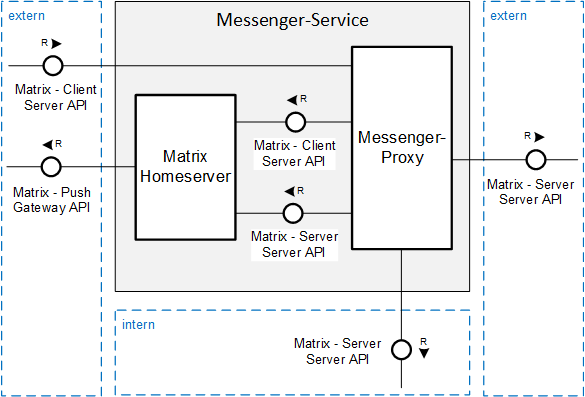 extern
Messenger-Service
extern
R
Matrix - Client
Server API
R
Matrix - Client
Server API
Messenger-
Proxy
Matrix
Homeserver
R
Matrix - Push
Gateway API
R
Matrix - Server
Server API
R
Matrix - Server
Server API
intern
Matrix - Server
Server API
R